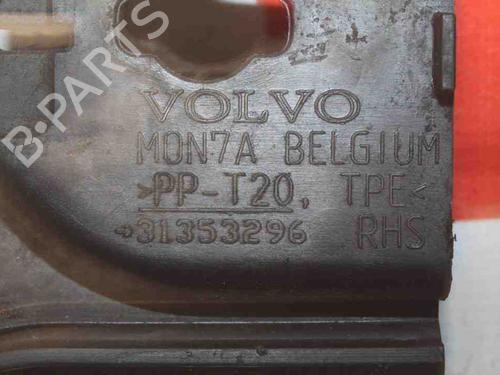 B-PARTS
VOLVO
MON7A BELGIUM
>PP-T20, TPE<
31353296 RHS